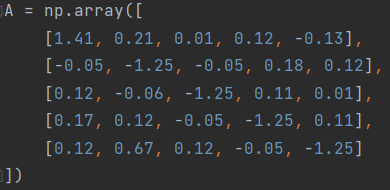 A = np.array([
[1.41, 0.21, 0.01, 0.12, -0.13],
[-0.05, -1.25, -0.05, 0.18, 0.12],
[0.12, -0.06, -1.25, 0.11, 0.01],
[0.17, 0.12, -0.05, -1.25, 0.11],
[0.12, 0.67, 0.12, -0.05, -1.25]
])